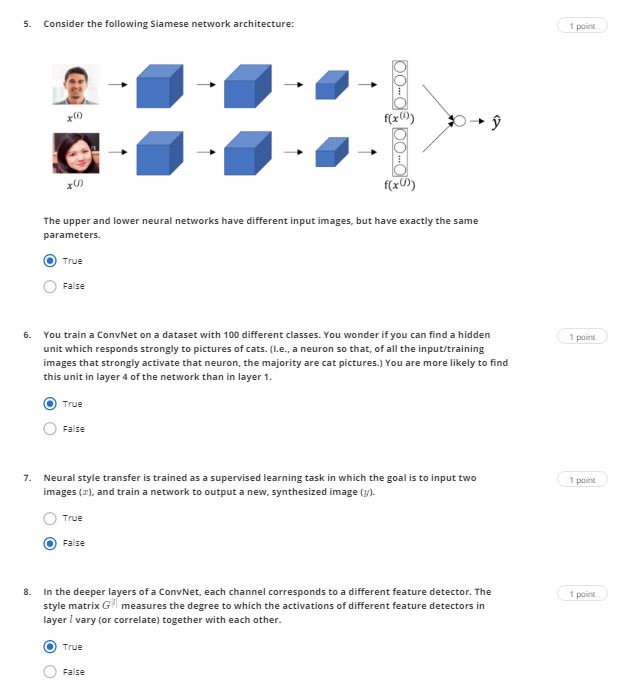 5. Consider the following Siamese network architecture:
1 point
x⁽ⁱ⁾
f(x⁽ⁱ⁾)
ŷ
x⁽ʲ⁾
f(x⁽ʲ⁾)
The upper and lower neural networks have different input images, but have exactly the same
parameters.
True
False
6. You train a ConvNet on a dataset with 100 different classes. You wonder if you can find a hidden
1 point
unit which responds strongly to pictures of cats. (I.e., a neuron so that, of all the input/training
images that strongly activate that neuron, the majority are cat pictures.) You are more likely to find
this unit in layer 4 of the network than in layer 1.
True
False
7. Neural style transfer is trained as a supervised learning task in which the goal is to input two
1 point
images (x), and train a network to output a new, synthesized image (y).
True
False
8. In the deeper layers of a ConvNet, each channel corresponds to a different feature detector. The
1 point
style matrix G^[l] measures the degree to which the activations of different feature detectors in
layer l vary (or correlate) together with each other.
True
False